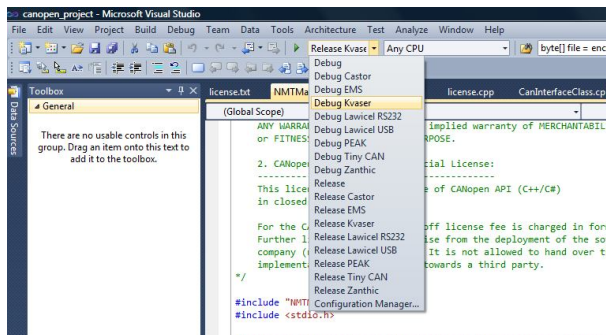 canopen_project - Microsoft Visual Studio
File Edit View Project Build Debug Team Data Tools Architecture Test Analyze Window Help
Release Kvase Any CPU byte[] file = enc
Toolbox
General
There are no usable controls in this
group. Drag an item onto this text to
add it to the toolbox.
Data Sources
license.txt NMTMa license.cpp CanInterfaceClass.cp
(Global Scope)
Debug
Debug Castor
Debug EMS
Debug Kvaser
Debug Lawicel RS232
Debug Lawicel USB
Debug PEAK
Debug Tiny CAN
Debug Zanthic
Release
Release Castor
Release EMS
Release Kvaser
Release Lawicel RS232
Release Lawicel USB
Release PEAK
Release Tiny CAN
Release Zanthic
Configuration Manager...
ANY WARRAN implied warranty of MERCHANTABIL
or FITNESS RPOSE.
2. CANopen cial License:
This licen e of CANopen API (C++/C#)
in closed
For the CA off license fee is charged in for
Further l ise from the deployment of the so
company ( It is not allowed to hand over t
implement towards a third party.
*/
#include "NMTM
#include <stdio.h>